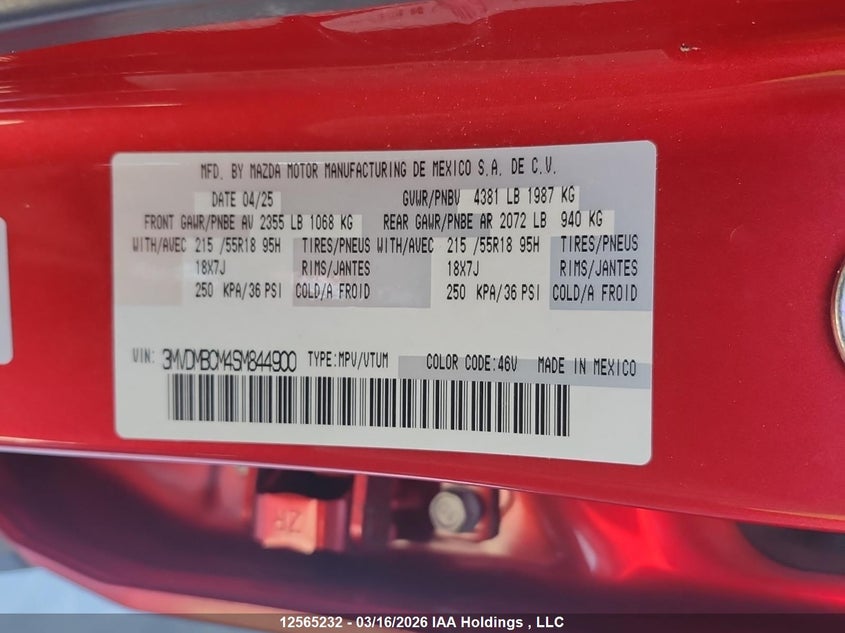 MFD. BY MAZDA MOTOR MANUFACTURING DE MEXICO S.A. DE C.V.
DATE 04/25 GVWR/PNBV 4381 LB 1987 KG
FRONT GAWR/PNBE AV 2355 LB 1068 KG REAR GAWR/PNBE AR 2072 LB 940 KG
WITH/AVEC 215 /55R18 95H TIRES/PNEUS WITH/AVEC 215 /55R18 95H TIRES/PNEUS
18X7J RIMS/JANTES 18X7J RIMS/JANTES
250 KPA/36 PSI COLD/A FROID 250 KPA/36 PSI COLD/A FROID
VIN: 3MVDMBCM4SM844900 TYPE:MPV/VTUM COLOR CODE:46V MADE IN MEXICO
ZR
12565232 - 03/16/2026 IAA Holdings , LLC